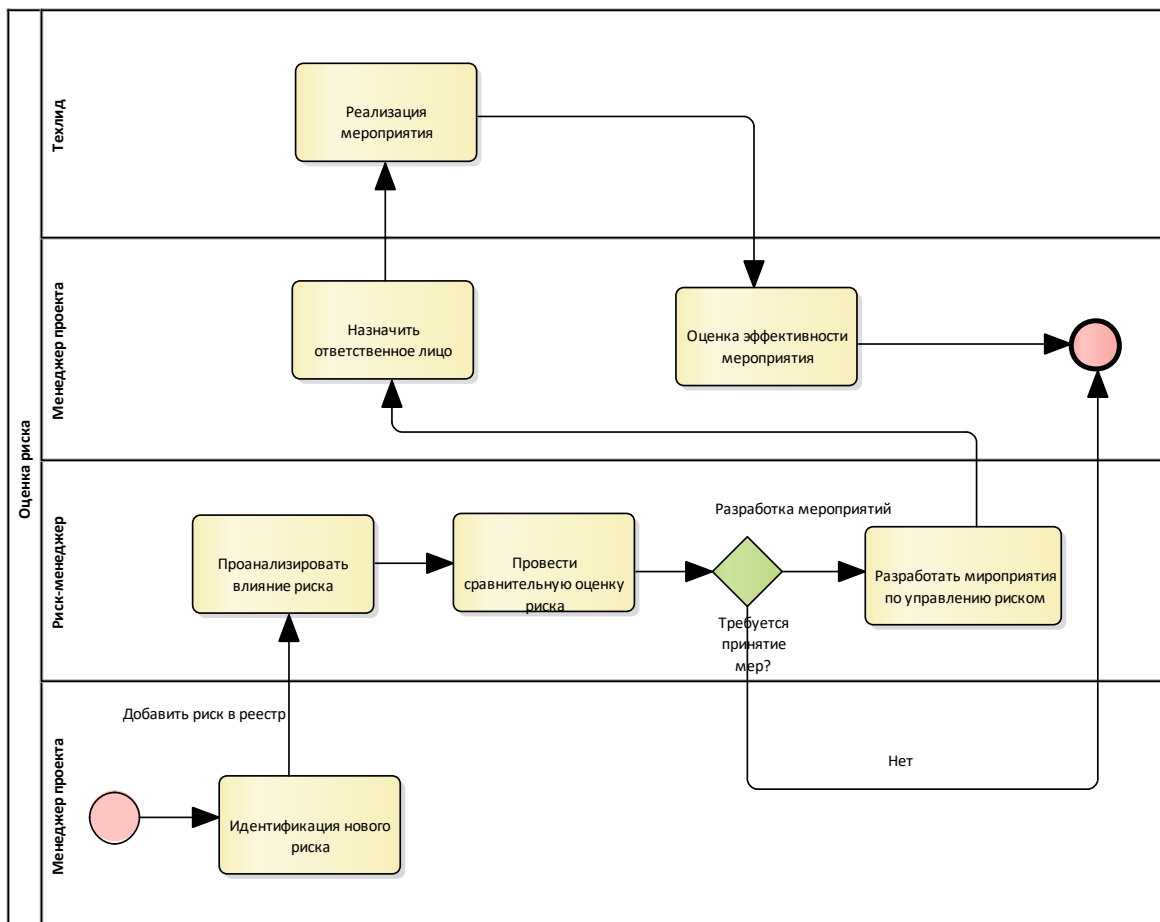 Оценка риска
Техлид
Реализация
мероприятия
Менеджер проекта
Назначить
ответственное лицо
Оценка эффективности
мероприятия
Риск-менеджер
Проанализировать
влияние риска
Провести
сравнительную оценку
риска
Разработка мероприятий
Требуется
принятие
мер?
Разработать мироприятия
по управлению риском
Менеджер проекта
Добавить риск в реестр
Идентификация нового
риска
Нет